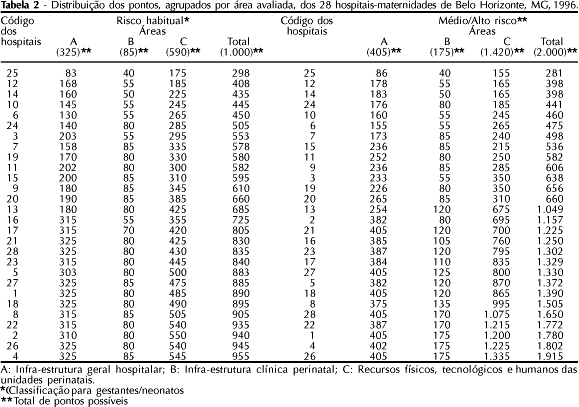 Tabela 2 - Distribuição dos pontos, agrupados por área avaliada, dos 28 hospitais-maternidades de Belo Horizonte, MG, 1996.
Código dos hospitais Risco habitual* Código dos hospitais Médio/Alto risco**
Áreas Áreas
A B C Total A B C Total
(325)** (85)** (590)** (1.000)** (405)** (175)** (1.420)** (2.000)**
25 83 40 175 298 25 86 40 155 281
12 168 55 185 408 12 178 55 165 398
14 160 50 225 435 14 183 50 165 398
10 145 55 245 445 24 176 80 185 441
6 130 55 265 450 10 160 55 245 460
24 140 80 285 505 6 155 55 265 475
3 203 55 295 553 7 173 85 240 498
7 158 85 335 578 15 236 85 215 536
19 170 80 330 580 11 252 80 250 582
11 202 80 300 582 9 236 85 285 606
15 200 85 310 595 3 233 55 350 638
9 180 85 345 610 19 226 80 350 656
20 190 85 385 660 20 265 85 310 660
13 180 80 425 685 13 254 120 675 1.049
16 315 55 355 725 2 382 80 695 1.157
17 315 70 420 805 21 405 120 700 1.225
21 325 80 425 830 16 385 105 760 1.250
28 325 80 430 835 23 387 120 795 1.302
23 315 80 445 840 17 384 110 835 1.329
5 303 80 500 883 27 405 125 800 1.330
27 325 85 475 885 5 382 120 870 1.372
1 325 80 485 890 18 405 120 865 1.390
18 325 80 490 895 8 375 135 995 1.505
8 315 85 505 905 28 405 170 1.075 1.650
22 315 80 540 935 22 387 170 1.215 1.772
2 310 80 550 940 1 405 175 1.200 1.780
26 325 80 540 945 4 402 175 1.225 1.802
4 325 85 545 955 26 405 175 1.335 1.915
A: Infra-estrutura geral hospitalar; B: Infra-estrutura clínica perinatal; C: Recursos físicos, tecnológicos e humanos das
unidades perinatais.
*(Classificação para gestantes/neonatos
**Total de pontos possíveis